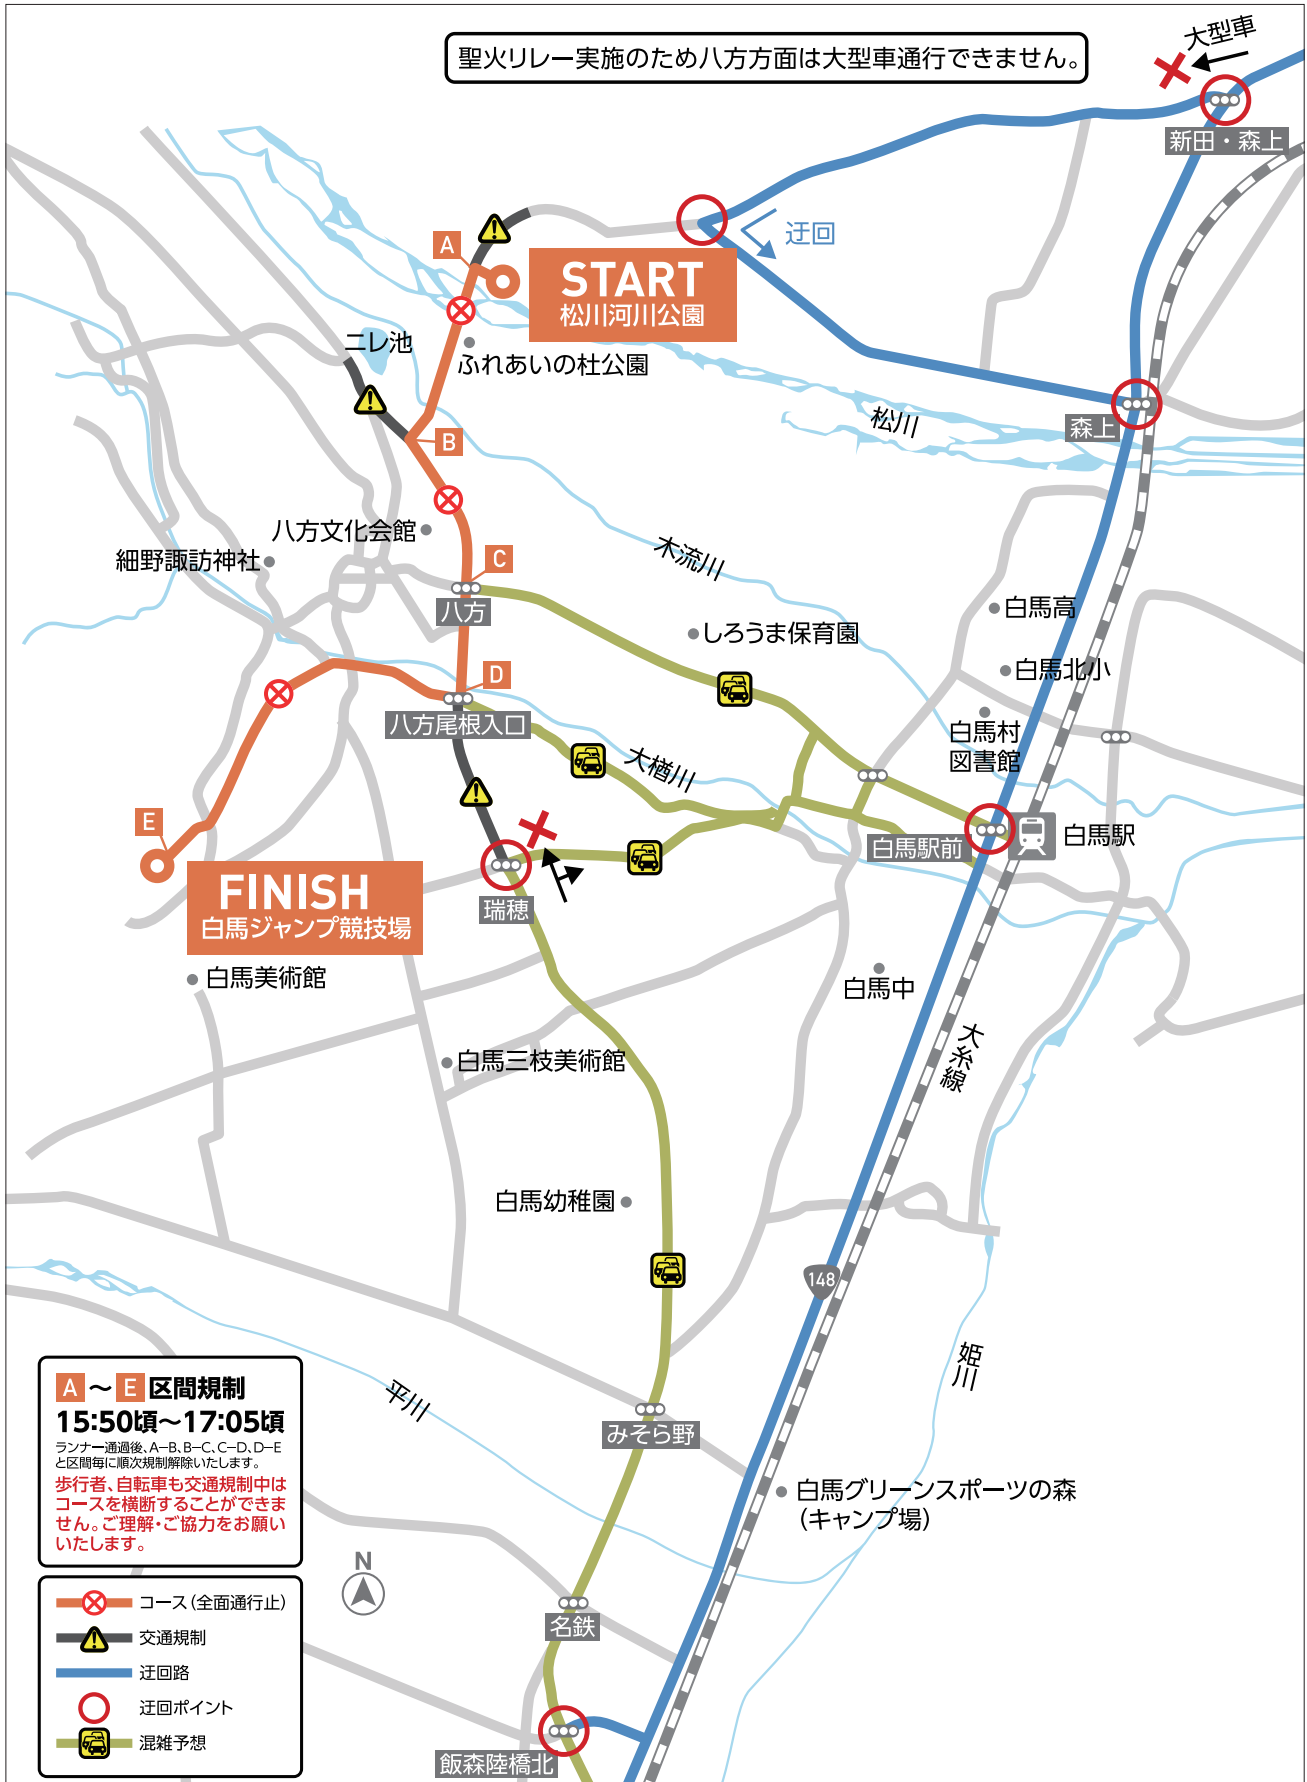 聖火リレー実施のため八方方面は大型車通行できません。
大型車
新田・森上
迂回
A
START
松川河川公園
ニレ池
ふれあいの杜公園
松川
森上
B
八方文化会館
細野諏訪神社
C
八方
木流川
白馬高
しろうま保育園
白馬北小
D
八方尾根入口
白馬村
図書館
大楢川
E
白馬駅前
白馬駅
FINISH
白馬ジャンプ競技場
瑞穂
白馬美術館
白馬中
大糸線
白馬三枝美術館
白馬幼稚園
148
姫川
平川
みそら野
白馬グリーンスポーツの森
(キャンプ場)
名鉄
飯森陸橋北
N
A ～ E 区間規制
15:50頃～17:05頃
ランナー通過後、A−B、B−C、C−D、D−E
と区間毎に順次規制解除いたします。
歩行者、自転車も交通規制中は
コースを横断することができま
せん。ご理解・ご協力をお願い
いたします。
コース(全面通行止)
交通規制
迂回路
迂回ポイント
混雑予想